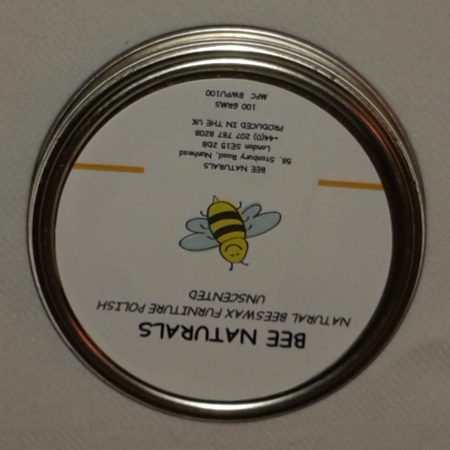 BEE NATURALS
NATURAL BEESWAX FURNITURE POLISH
UNSCENTED
BEE NATURALS
58, Stanbury Road, Nunhead
London SE15 2DB
+44(0) 207 787 8208
PRODUCED IN THE UK
100 GRMS
MFC BWPU100